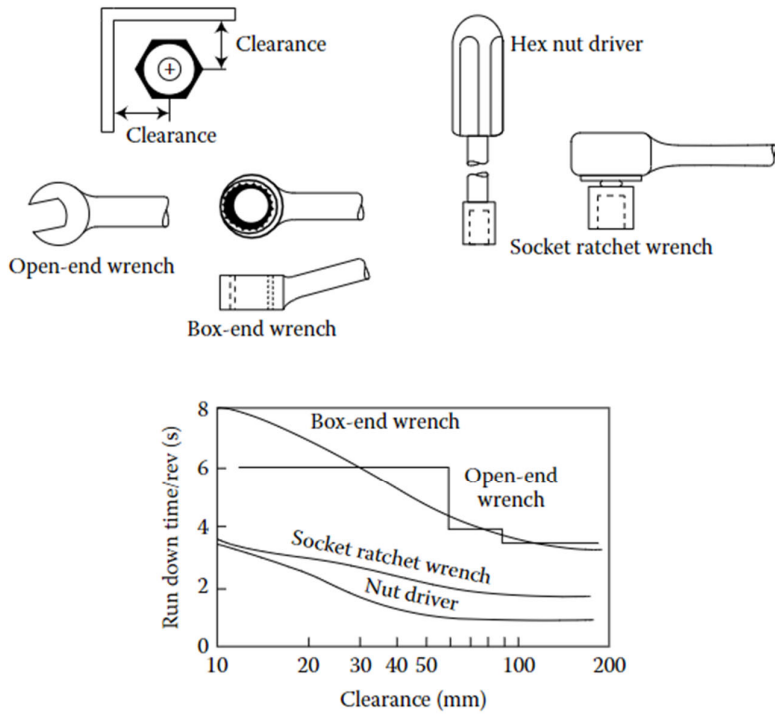 Clearance
Hex nut driver
Clearance
Open-end wrench
Box-end wrench
Socket ratchet wrench
Run down time/rev (s)
8
6
4
2
0
Box-end wrench
Open-end
wrench
Socket ratchet wrench
Nut driver
10
20
30
40
50
100
200
Clearance (mm)